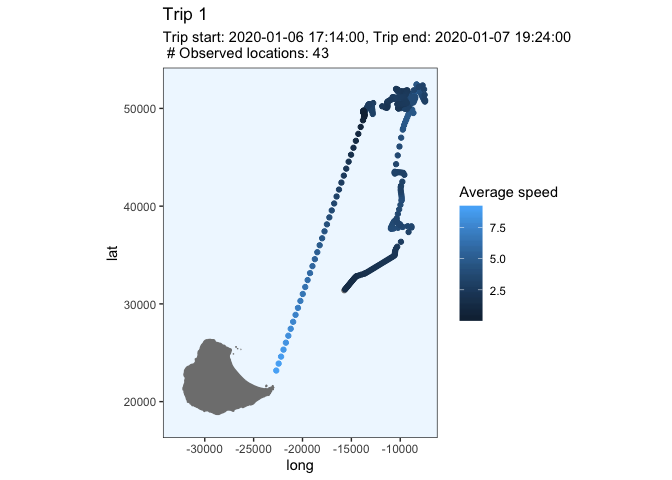 Trip 1
Trip start: 2020-01-06 17:14:00, Trip end: 2020-01-07 19:24:00
# Observed locations: 43
50000
40000
30000
20000
lat
-30000 -25000 -20000 -15000 -10000
long
Average speed
7.5
5.0
2.5